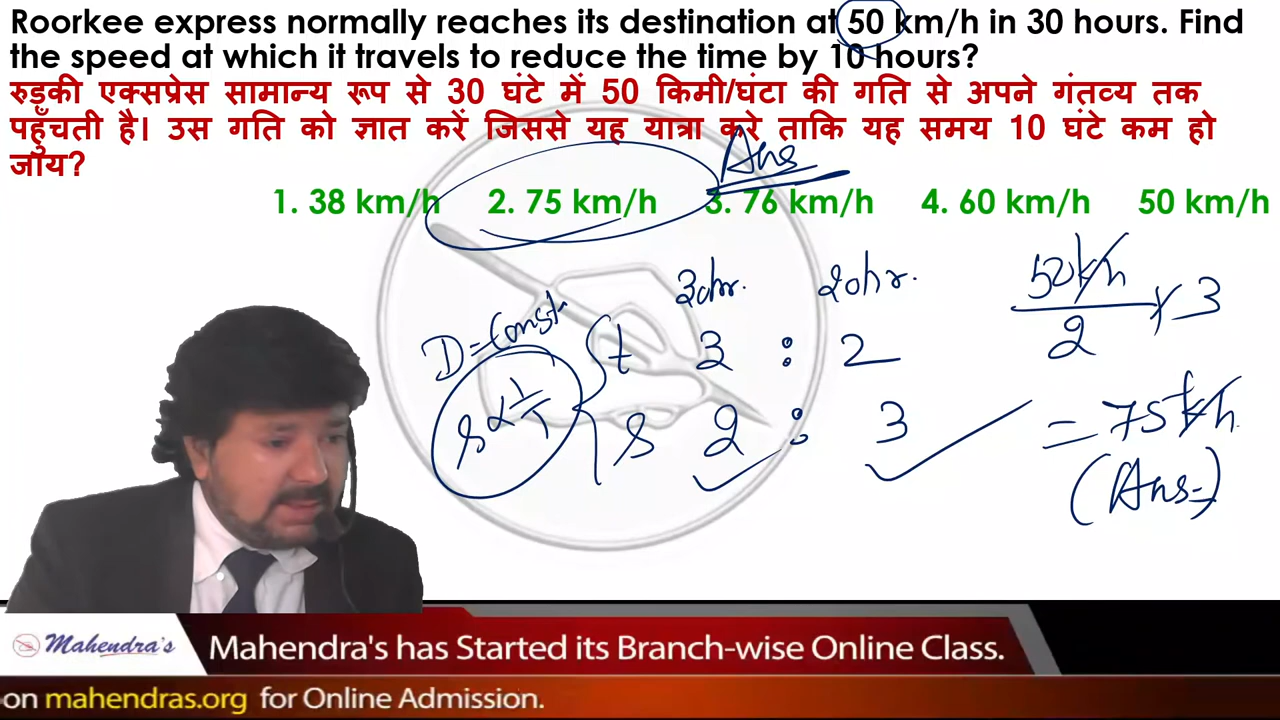 Roorkee express normally reaches its destination at 50 km/h in 30 hours. Find
the speed at which it travels to reduce the time by 10 hours?
रुड़की एक्सप्रेस सामान्य रूप से 30 घंटे में 50 किमी/घंटा की गति से अपने गंतव्य तक
पहुँचती है। उस गति को ज्ञात करें जिससे यह यात्रा करे ताकि यह समय 10 घंटे कम हो
जाय?
Ans
1. 38 km/h 2. 75 km/h 3. 76 km/h 4. 60 km/h 50 km/h
30hr. 20hr.
50 k/h
2 × 3
D = Const
t 3 : 2
s α 1/T
s 2 : 3
= 75 k/h
(Ans=)
Mahendra's
Mahendra's has Started its Branch-wise Online Class.
on mahendras.org for Online Admission.